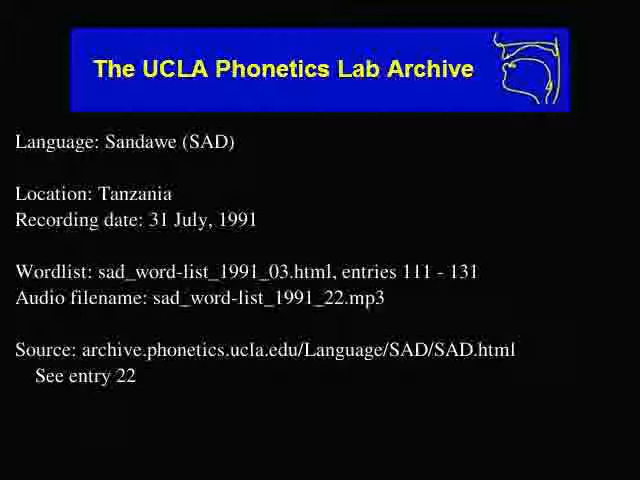 The UCLA Phonetics Lab Archive
Language: Sandawe (SAD)
Location: Tanzania
Recording date: 31 July, 1991
Wordlist: sad_word-list_1991_03.html, entries 111 - 131
Audio filename: sad_word-list_1991_22.mp3
Source: archive.phonetics.ucla.edu/Language/SAD/SAD.html
See entry 22